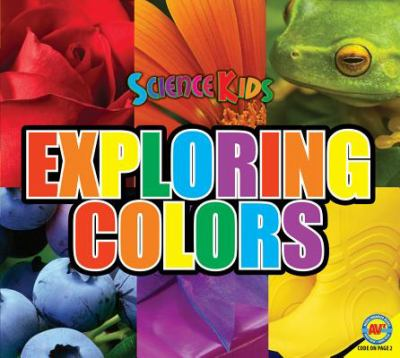 SCIENCE KIDS
EXPLORING
COLORS
AV2
CODE ON PAGE 2